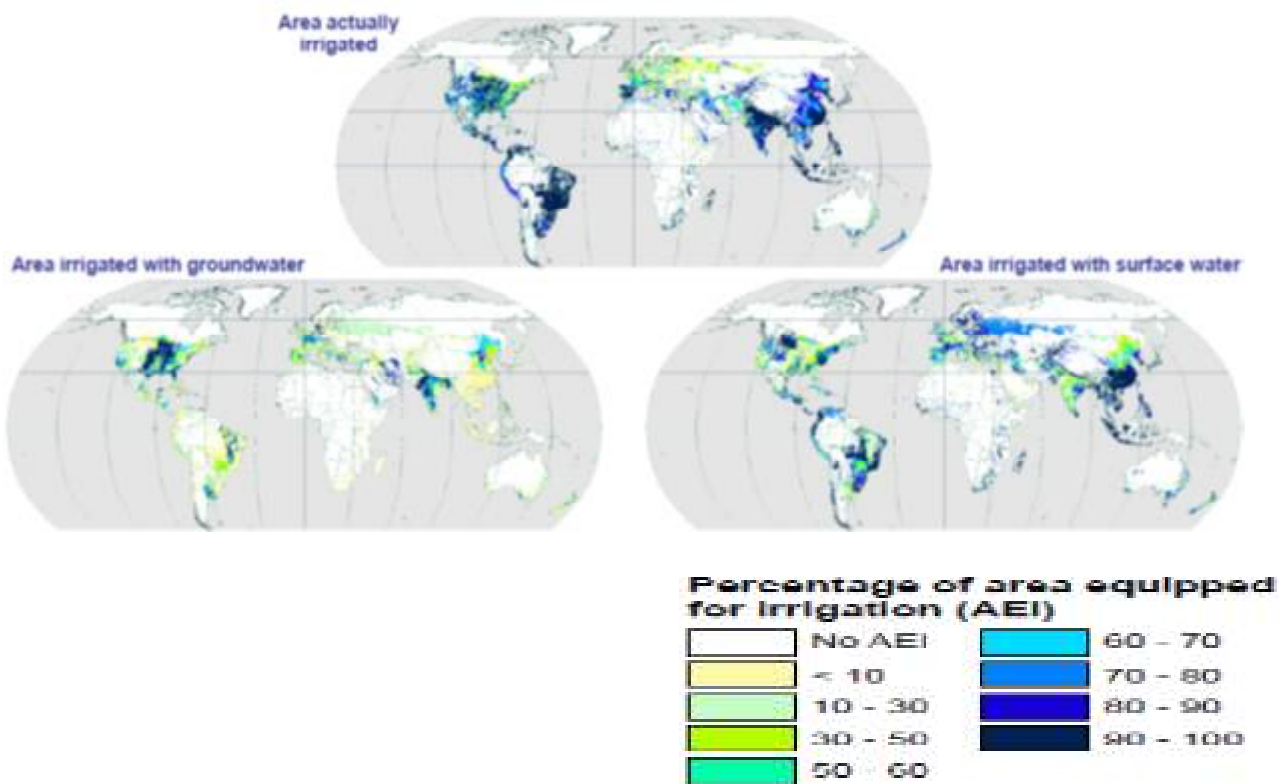 Area actually
irrigated
Area irrigated with groundwater
Area irrigated with surface water
Percentage of area equipped
for irrigation (AEI)
No AEI
< 10
10 - 30
30 - 50
50 - 60
60 - 70
70 - 80
80 - 90
90 - 100